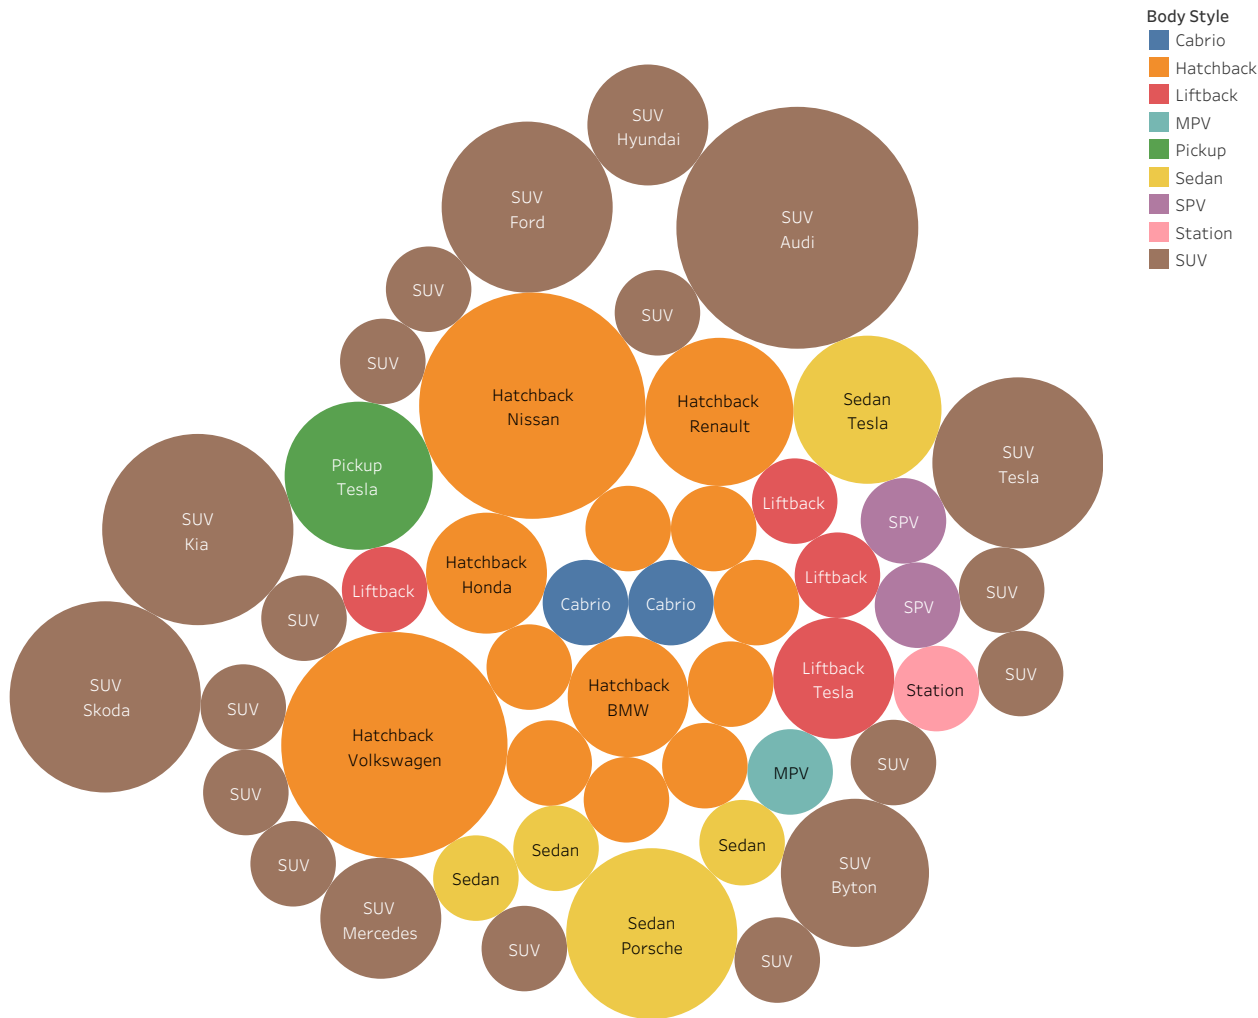 Body Style
Cabrio
Hatchback
Liftback
MPV
Pickup
Sedan
SPV
Station
SUV
SUV
Hyundai
SUV
Ford
SUV
Audi
SUV
SUV
SUV
Hatchback
Nissan
Hatchback
Renault
Sedan
Tesla
SUV
Tesla
Pickup
Tesla
SUV
Kia
Liftback
SPV
Hatchback
Honda
Liftback
Liftback
SUV
Cabrio
Cabrio
SPV
SUV
SUV
Skoda
SUV
Hatchback
BMW
Liftback
Tesla
Station
SUV
Hatchback
Volkswagen
SUV
MPV
SUV
SUV
Sedan
Sedan
Sedan
SUV
Byton
SUV
Mercedes
Sedan
Porsche
SUV
SUV